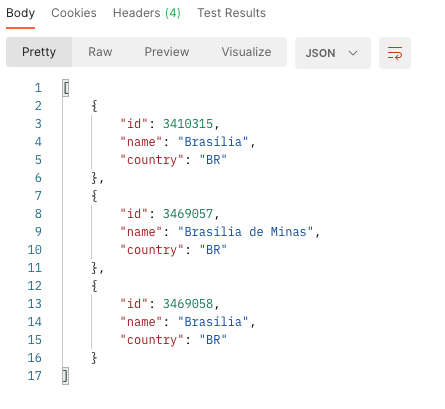 Body Cookies Headers (4) Test Results
Pretty Raw Preview Visualize JSON
1 [
2 {
3 "id": 3410315,
4 "name": "Brasília",
5 "country": "BR"
6 },
7 {
8 "id": 3469057,
9 "name": "Brasília de Minas",
10 "country": "BR"
11 },
12 {
13 "id": 3469058,
14 "name": "Brasília",
15 "country": "BR"
16 }
17 ]